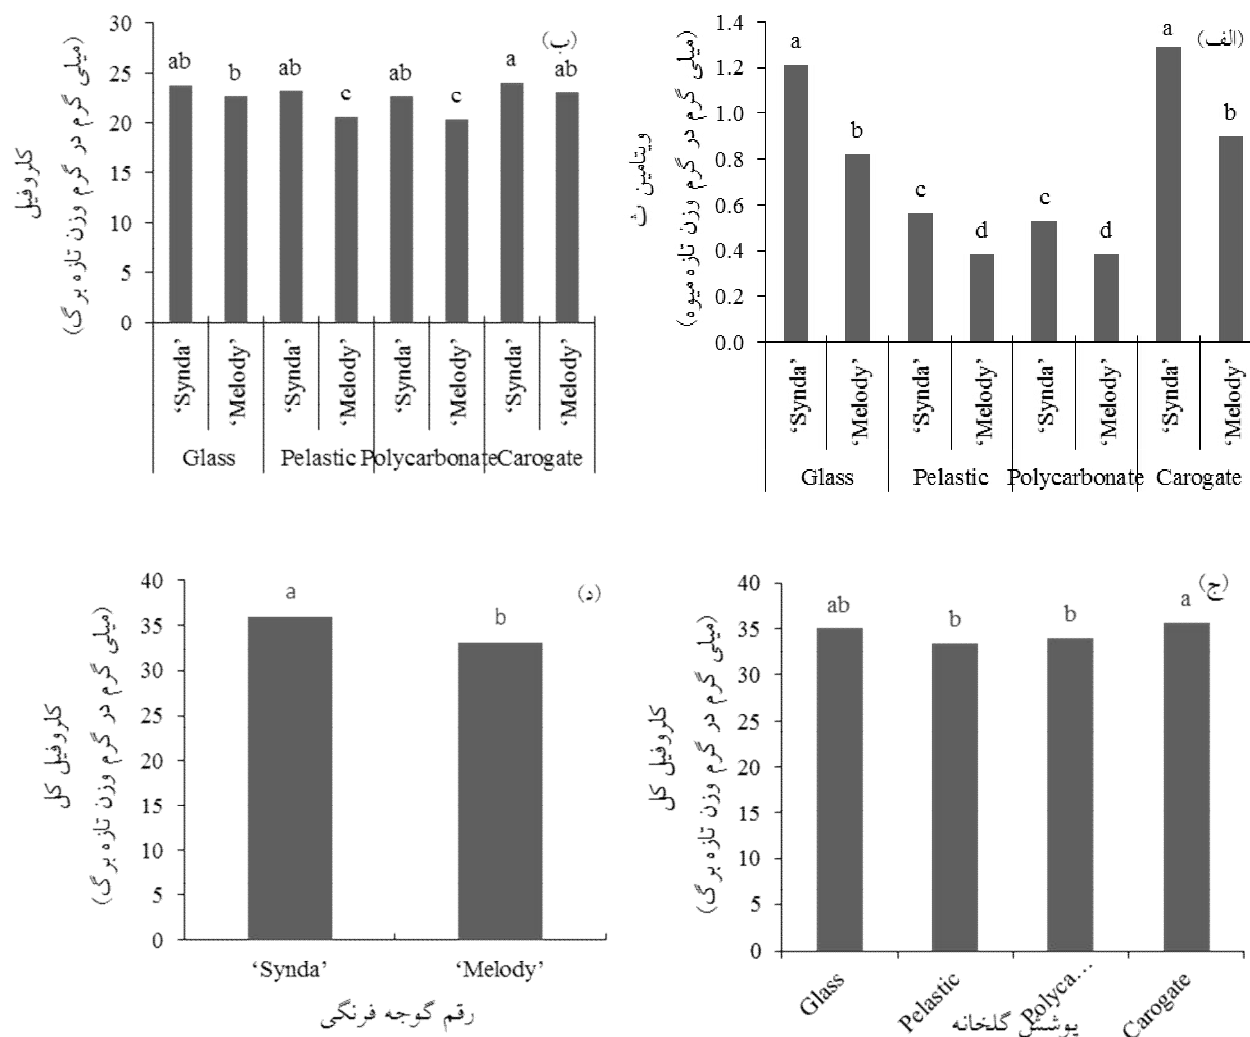 (الف)
ویتامین ث
(میلی گرم در گرم وزن تازه میوه)
1.4
1.2
1.0
0.8
0.6
0.4
0.2
0.0
a
b
c
d
c
d
a
b
‘Synda’
‘Melody’
‘Synda’
‘Melody’
‘Synda’
‘Melody’
‘Synda’
‘Melody’
Glass
Pelastic
Polycarbonate
Carogate
(ب)
کلروفیل
(میلی گرم در گرم وزن تازه برگ)
30
25
20
15
10
5
0
ab
b
ab
c
ab
c
a
ab
‘Synda’
‘Melody’
‘Synda’
‘Melody’
‘Synda’
‘Melody’
‘Synda’
‘Melody’
Glass
Pelastic
Polycarbonate
Carogate
(ج)
کلروفیل کل
(میلی گرم در گرم وزن تازه برگ)
40
35
30
25
20
15
10
5
0
ab
b
b
a
Glass
Pelastic
Polyca...
Carogate
پوشش گلخانه
(د)
کلروفیل کل
(میلی گرم در گرم وزن تازه برگ)
40
35
30
25
20
15
10
5
0
a
b
‘Synda’
‘Melody’
رقم گوجه فرنگی